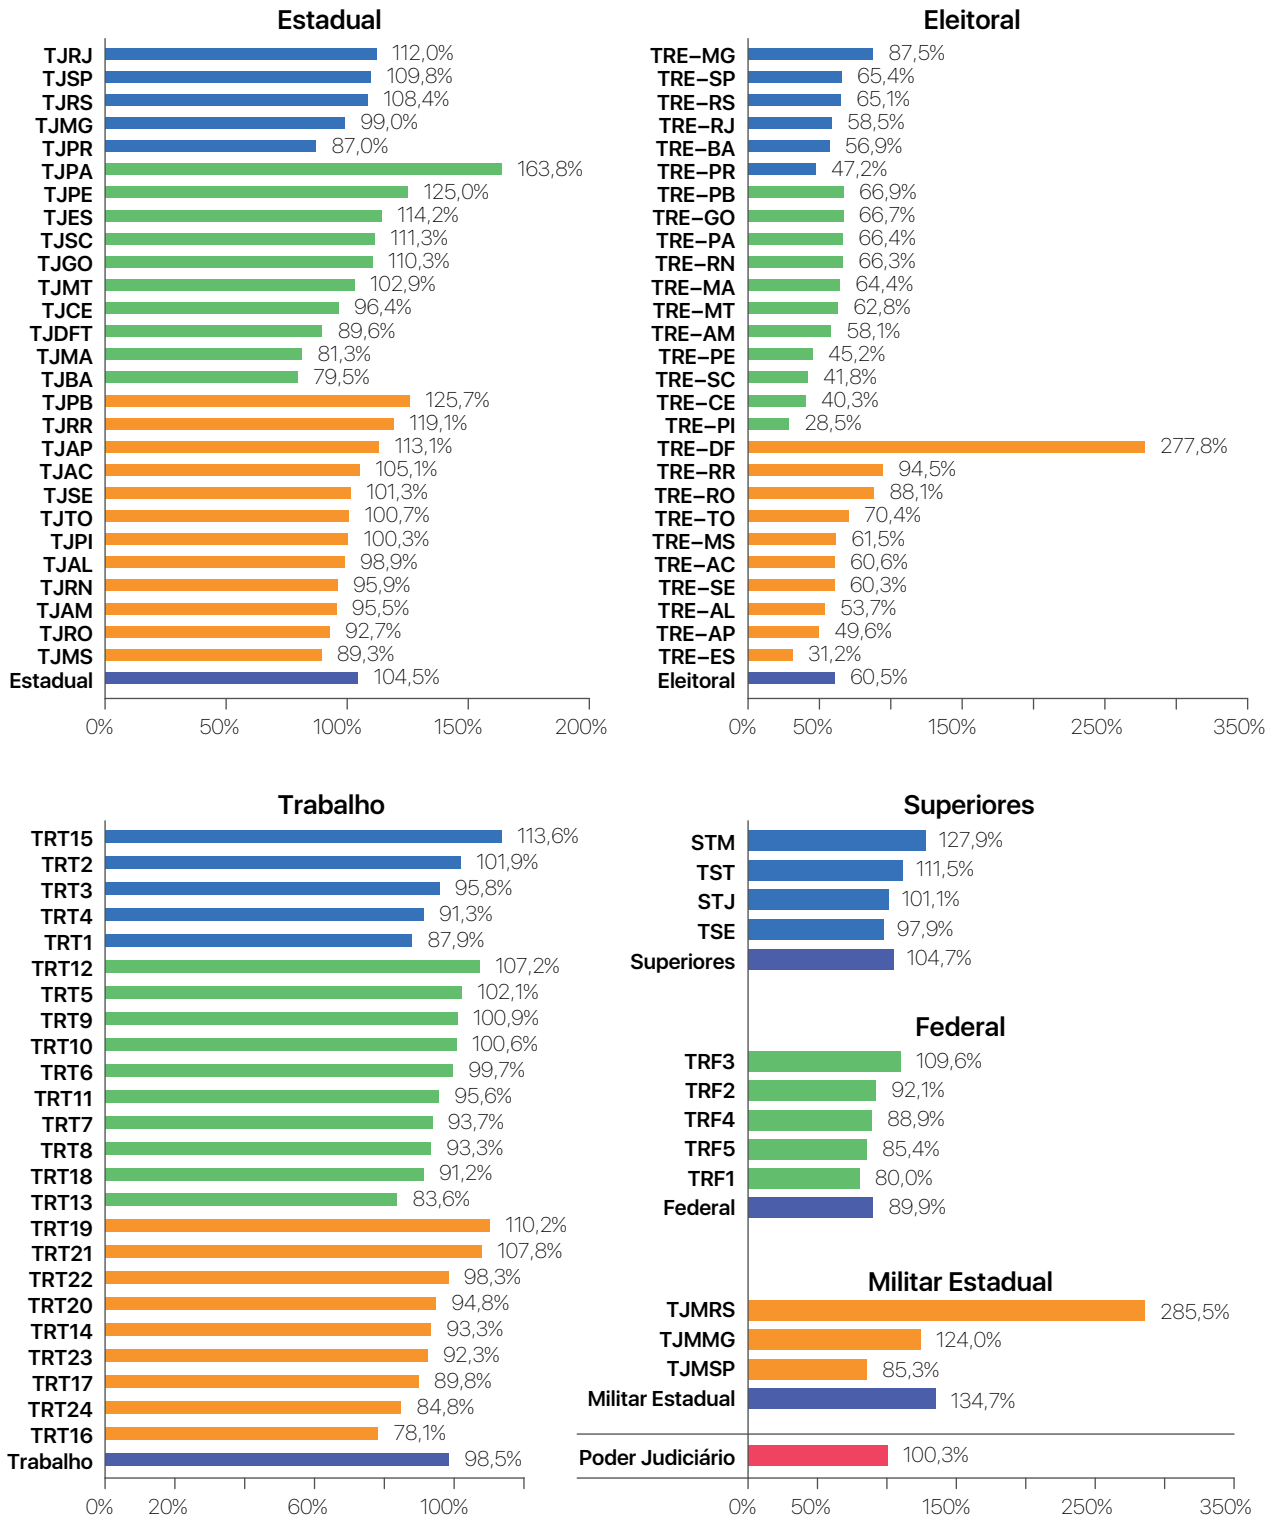 Estadual
TJRJ 112,0%
TJSP 109,8%
TJRS 108,4%
TJMG 99,0%
TJPR 87,0%
TJPA 163,8%
TJPE 125,0%
TJES 114,2%
TJSC 111,3%
TJGO 110,3%
TJMT 102,9%
TJCE 96,4%
TJDFT 89,6%
TJMA 81,3%
TJBA 79,5%
TJPB 125,7%
TJRR 119,1%
TJAP 113,1%
TJAC 105,1%
TJSE 101,3%
TJTO 100,7%
TJPI 100,3%
TJAL 98,9%
TJRN 95,9%
TJAM 95,5%
TJRO 92,7%
TJMS 89,3%
Estadual 104,5%
0% 50% 100% 150% 200%
Eleitoral
TRE–MG 87,5%
TRE–SP 65,4%
TRE–RS 65,1%
TRE–RJ 58,5%
TRE–BA 56,9%
TRE–PR 47,2%
TRE–PB 66,9%
TRE–GO 66,7%
TRE–PA 66,4%
TRE–RN 66,3%
TRE–MA 64,4%
TRE–MT 62,8%
TRE–AM 58,1%
TRE–PE 45,2%
TRE–SC 41,8%
TRE–CE 40,3%
TRE–PI 28,5%
TRE–DF 277,8%
TRE–RR 94,5%
TRE–RO 88,1%
TRE–TO 70,4%
TRE–MS 61,5%
TRE–AC 60,6%
TRE–SE 60,3%
TRE–AL 53,7%
TRE–AP 49,6%
TRE–ES 31,2%
Eleitoral 60,5%
0% 50% 150% 250% 350%
Trabalho
TRT15 113,6%
TRT2 101,9%
TRT3 95,8%
TRT4 91,3%
TRT1 87,9%
TRT12 107,2%
TRT5 102,1%
TRT9 100,9%
TRT10 100,6%
TRT6 99,7%
TRT11 95,6%
TRT7 93,7%
TRT8 93,3%
TRT18 91,2%
TRT13 83,6%
TRT19 110,2%
TRT21 107,8%
TRT22 98,3%
TRT20 94,8%
TRT14 93,3%
TRT23 92,3%
TRT17 89,8%
TRT24 84,8%
TRT16 78,1%
Trabalho 98,5%
0% 20% 60% 100%
Superiores
STM 127,9%
TST 111,5%
STJ 101,1%
TSE 97,9%
Superiores 104,7%
Federal
TRF3 109,6%
TRF2 92,1%
TRF4 88,9%
TRF5 85,4%
TRF1 80,0%
Federal 89,9%
Militar Estadual
TJMRS 285,5%
TJMMG 124,0%
TJMSP 85,3%
Militar Estadual 134,7%
Poder Judiciário 100,3%
0% 50% 150% 250% 350%